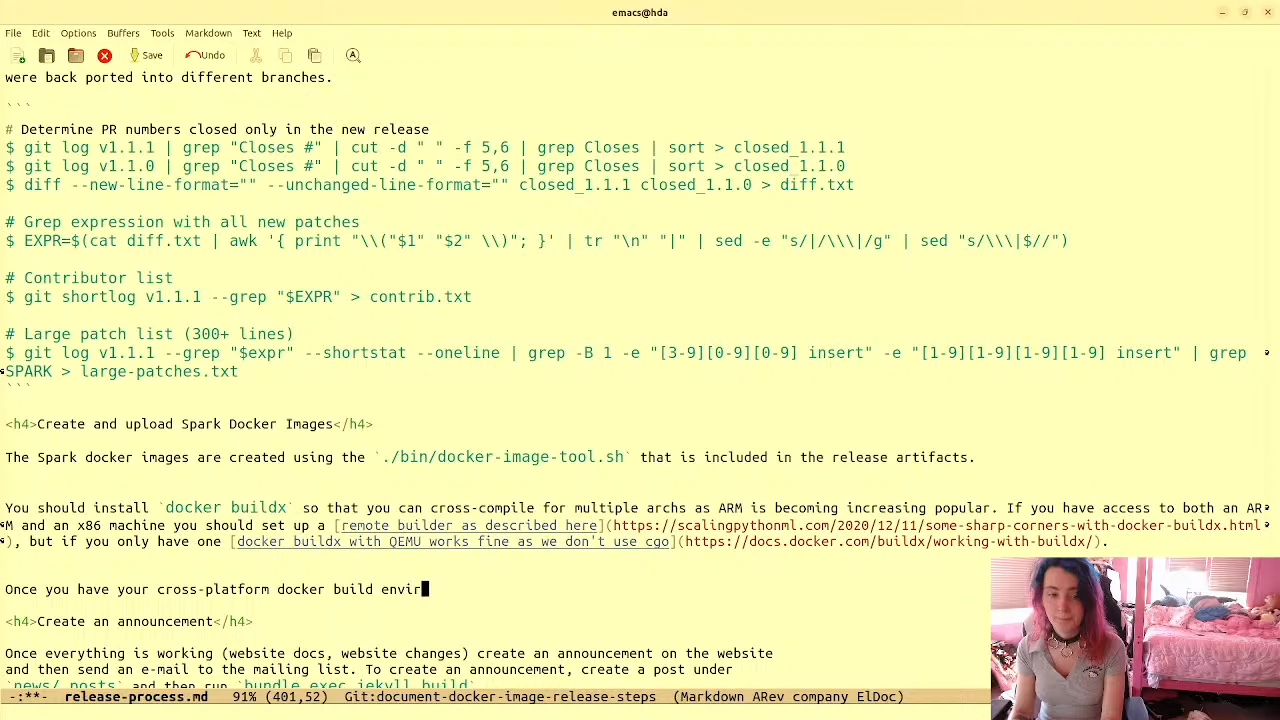 emacs@hda
File Edit Options Buffers Tools Markdown Text Help
Save Undo
were back ported into different branches.
```
# Determine PR numbers closed only in the new release
$ git log v1.1.1 | grep "Closes #" | cut -d " " -f 5,6 | grep Closes | sort > closed_1.1.1
$ git log v1.1.0 | grep "Closes #" | cut -d " " -f 5,6 | grep Closes | sort > closed_1.1.0
$ diff --new-line-format="" --unchanged-line-format="" closed_1.1.1 closed_1.1.0 > diff.txt
# Grep expression with all new patches
$ EXPR=$(cat diff.txt | awk '{ print "\\("$1" "$2" \\)"; }' | tr "\n" "|" | sed -e "s/|/\\\|/g" | sed "s/\\\|$//")
# Contributor list
$ git shortlog v1.1.1 --grep "$EXPR" > contrib.txt
# Large patch list (300+ lines)
$ git log v1.1.1 --grep "$expr" --shortstat --oneline | grep -B 1 -e "[3-9][0-9][0-9] insert" -e "[1-9][1-9][1-9][1-9] insert" | grep
SPARK > large-patches.txt
```
<h4>Create and upload Spark Docker Images</h4>
The Spark docker images are created using the `./bin/docker-image-tool.sh` that is included in the release artifacts.
You should install `docker buildx` so that you can cross-compile for multiple archs as ARM is becoming increasing popular. If you have access to both an AR
M and an x86 machine you should set up a [remote builder as described here](https://scalingpythonml.com/2020/12/11/some-sharp-corners-with-docker-buildx.html
), but if you only have one [docker buildx with QEMU works fine as we don't use cgo](https://docs.docker.com/buildx/working-with-buildx/).
Once you have your cross-platform docker build envir
<h4>Create an announcement</h4>
Once everything is working (website docs, website changes) create an announcement on the website
and then send an e-mail to the mailing list. To create an announcement, create a post under
`news/_posts` and then run `bundle exec jekyll build`.
-:**- release-process.md 91% (401,52) Git:document-docker-image-release-steps (Markdown ARev company ElDoc)